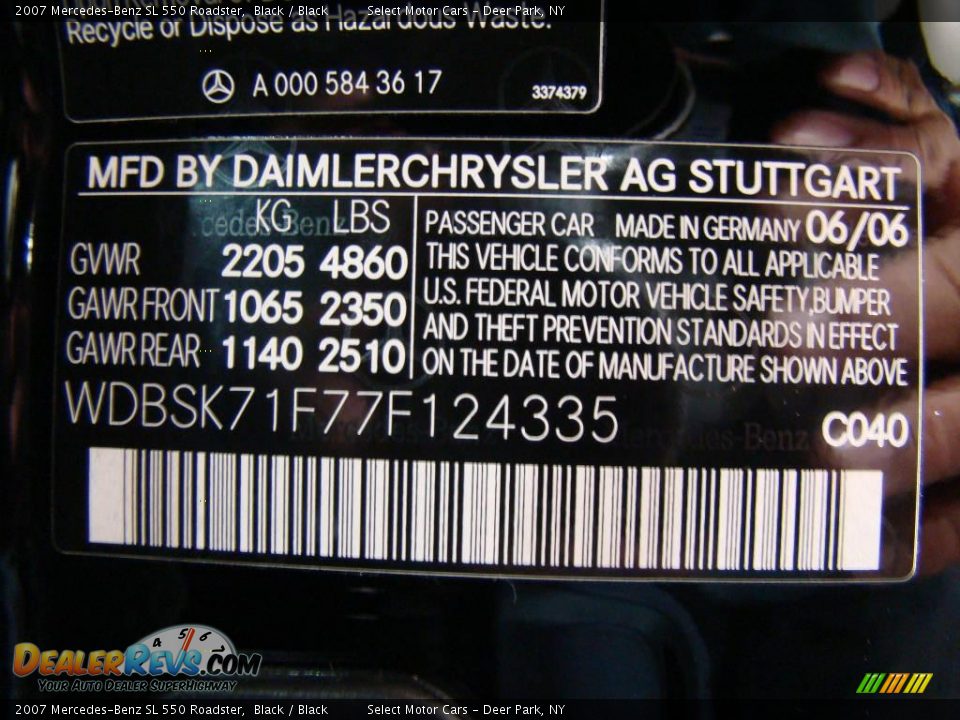 2007 Mercedes-Benz SL 550 Roadster, Black / Black Select Motor Cars - Deer Park, NY
Recycle or Dispose as Hazardous Waste.
A 000 584 36 17 3374379
MFD BY DAIMLERCHRYSLER AG STUTTGART
KG LBS
GVWR 2205 4860
GAWR FRONT 1065 2350
GAWR REAR 1140 2510
PASSENGER CAR MADE IN GERMANY 06/06
THIS VEHICLE CONFORMS TO ALL APPLICABLE
U.S. FEDERAL MOTOR VEHICLE SAFETY,BUMPER
AND THEFT PREVENTION STANDARDS IN EFFECT
ON THE DATE OF MANUFACTURE SHOWN ABOVE
WDBSK71F77F124335
C040
4 5 6
DEALERREVS.COM
YOUR AUTO DEALER SUPERHIGHWAY
2007 Mercedes-Benz SL 550 Roadster, Black / Black Select Motor Cars - Deer Park, NY